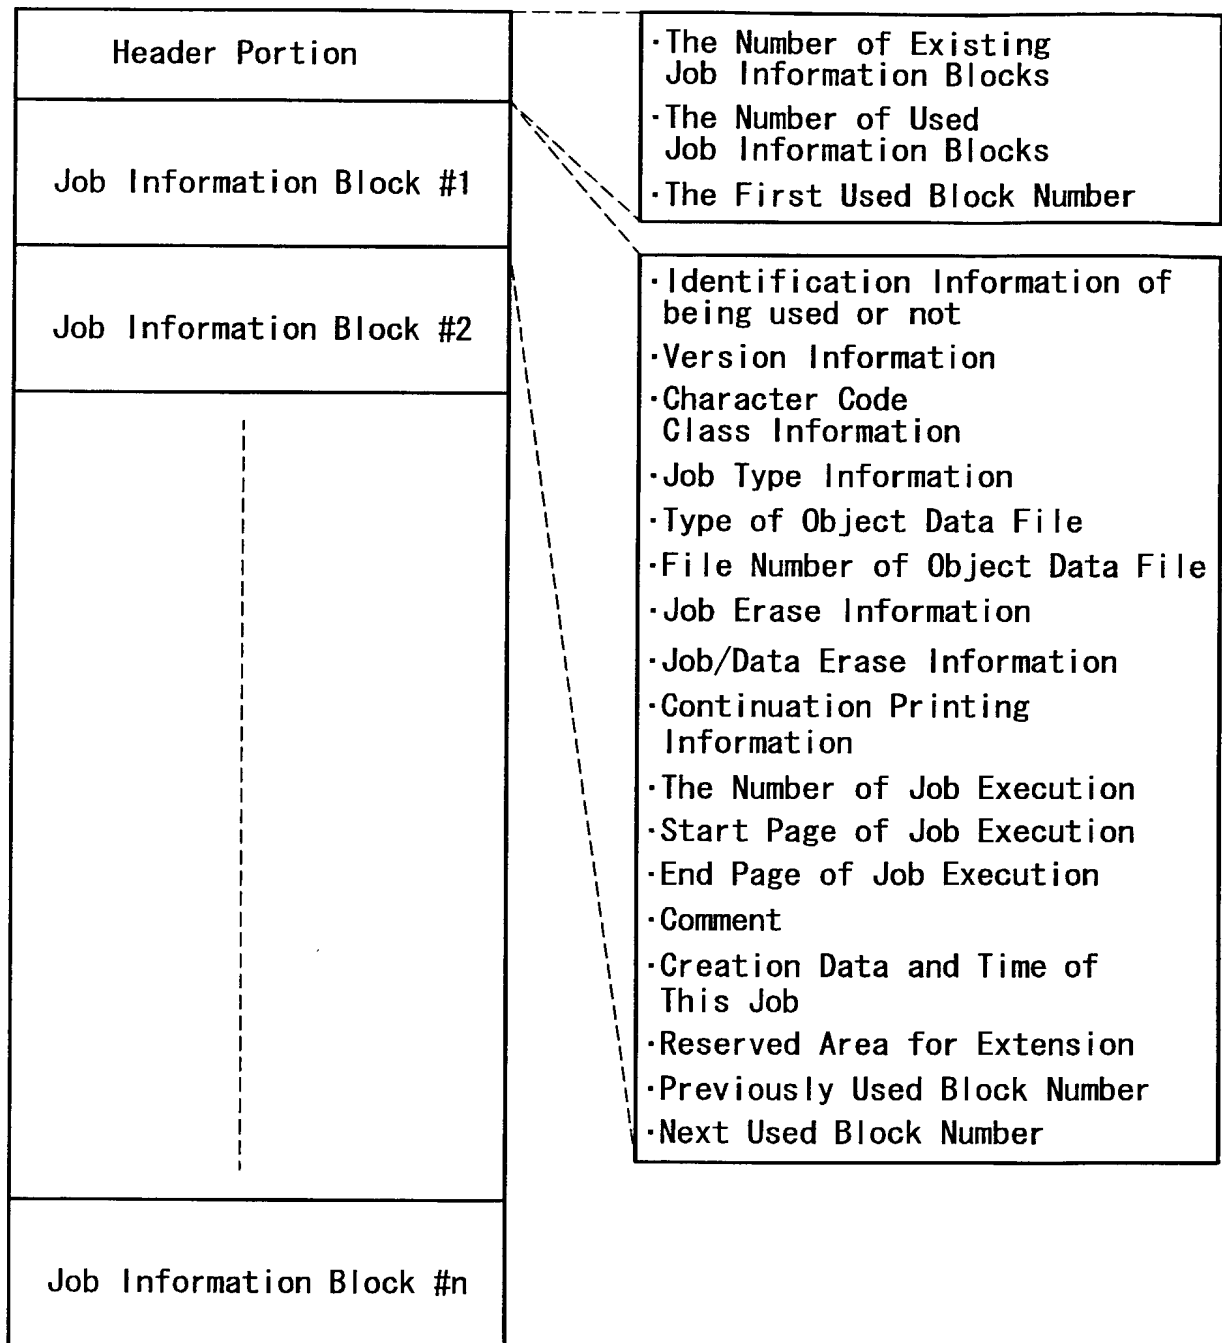 Header Portion
Job Information Block #1
Job Information Block #2
Job Information Block #n
·The Number of Existing
Job Information Blocks
·The Number of Used
Job Information Blocks
·The First Used Block Number
·Identification Information of
being used or not
·Version Information
·Character Code
Class Information
·Job Type Information
·Type of Object Data File
·File Number of Object Data File
·Job Erase Information
·Job/Data Erase Information
·Continuation Printing
Information
·The Number of Job Execution
·Start Page of Job Execution
·End Page of Job Execution
·Comment
·Creation Data and Time of
This Job
·Reserved Area for Extension
·Previously Used Block Number
·Next Used Block Number